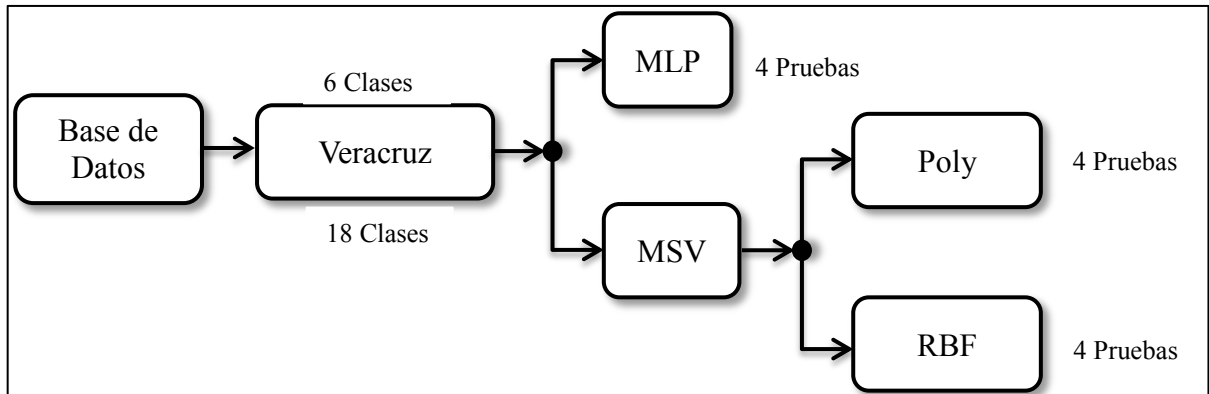 MLP
4 Pruebas
6 Clases
Base de
Datos
Veracruz
Poly
4 Pruebas
18 Clases
MSV
RBF
4 Pruebas